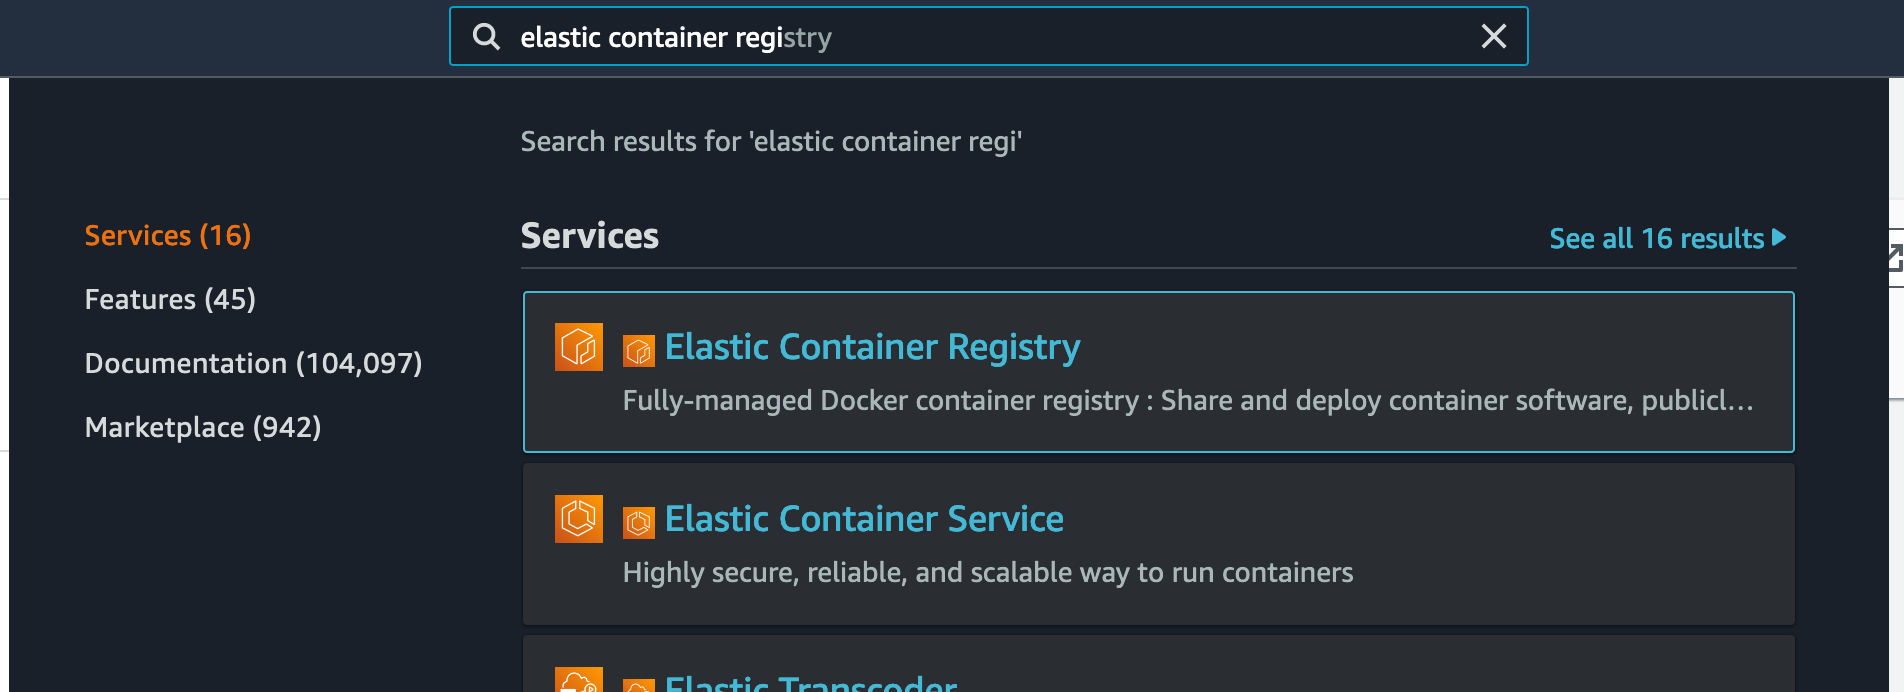 elastic container registry
Search results for 'elastic container regi'
Services (16)
Features (45)
Documentation (104,097)
Marketplace (942)
Services
See all 16 results
Elastic Container Registry
Fully-managed Docker container registry : Share and deploy container software, publicl...
Elastic Container Service
Highly secure, reliable, and scalable way to run containers
Elastic Transcoder